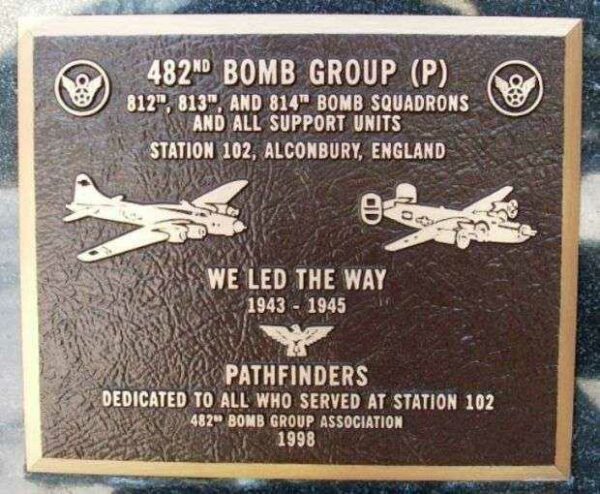 482ND BOMB GROUP (P)
812TH, 813TH, AND 814TH BOMB SQUADRONS
AND ALL SUPPORT UNITS
STATION 102, ALCONBURY, ENGLAND
WE LED THE WAY
1943 - 1945
PATHFINDERS
DEDICATED TO ALL WHO SERVED AT STATION 102
482ND BOMB GROUP ASSOCIATION
1998